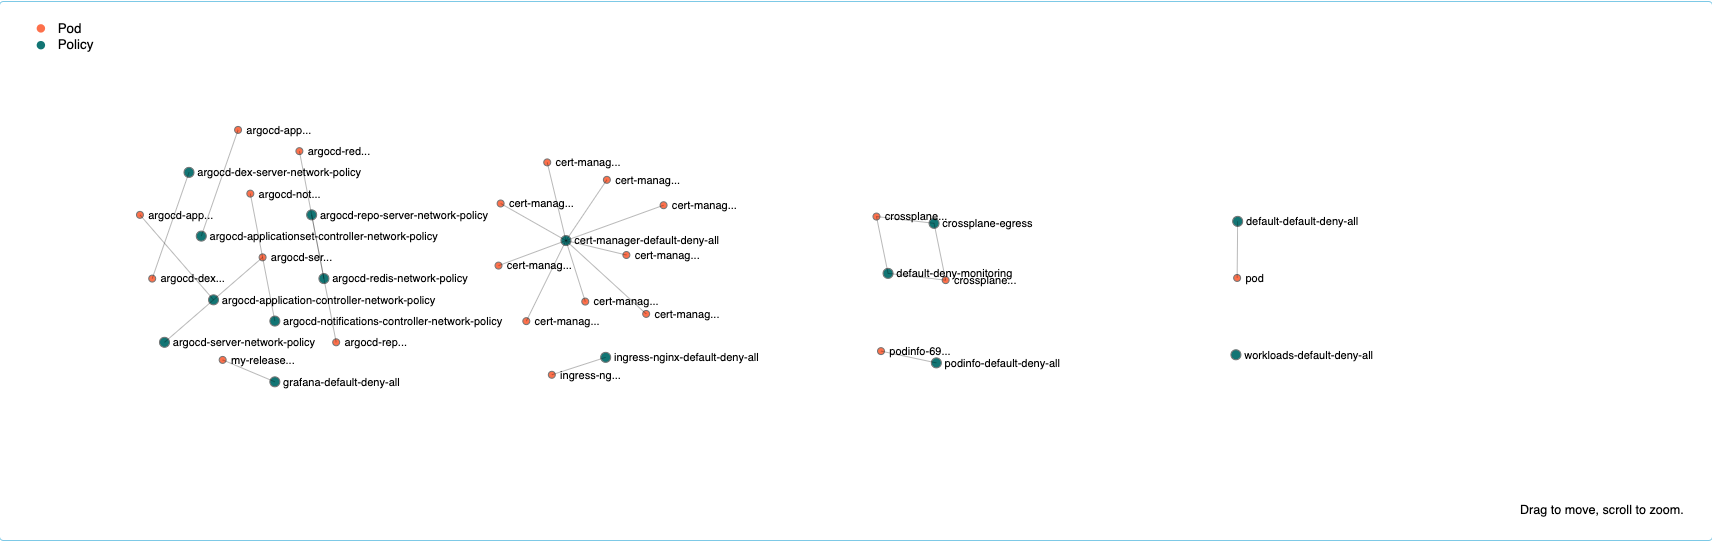 Pod
Policy
argocd-app...
argocd-red...
argocd-dex-server-network-policy
argocd-not...
argocd-app...
argocd-repo-server-network-policy
argocd-applicationset-controller-network-policy
argocd-ser...
argocd-dex...
argocd-redis-network-policy
argocd-application-controller-network-policy
argocd-notifications-controller-network-policy
argocd-server-network-policy
argocd-rep...
my-release...
grafana-default-deny-all
cert-manag...
cert-manag...
cert-manag...
cert-manag...
cert-manager-default-deny-all
cert-manag...
cert-manag...
cert-manag...
cert-manag...
cert-manag...
ingress-nginx-default-deny-all
ingress-ng...
crossplane...
crossplane-egress
default-deny-monitoring
crossplane...
podinfo-69...
podinfo-default-deny-all
default-default-deny-all
pod
workloads-default-deny-all
Drag to move, scroll to zoom.